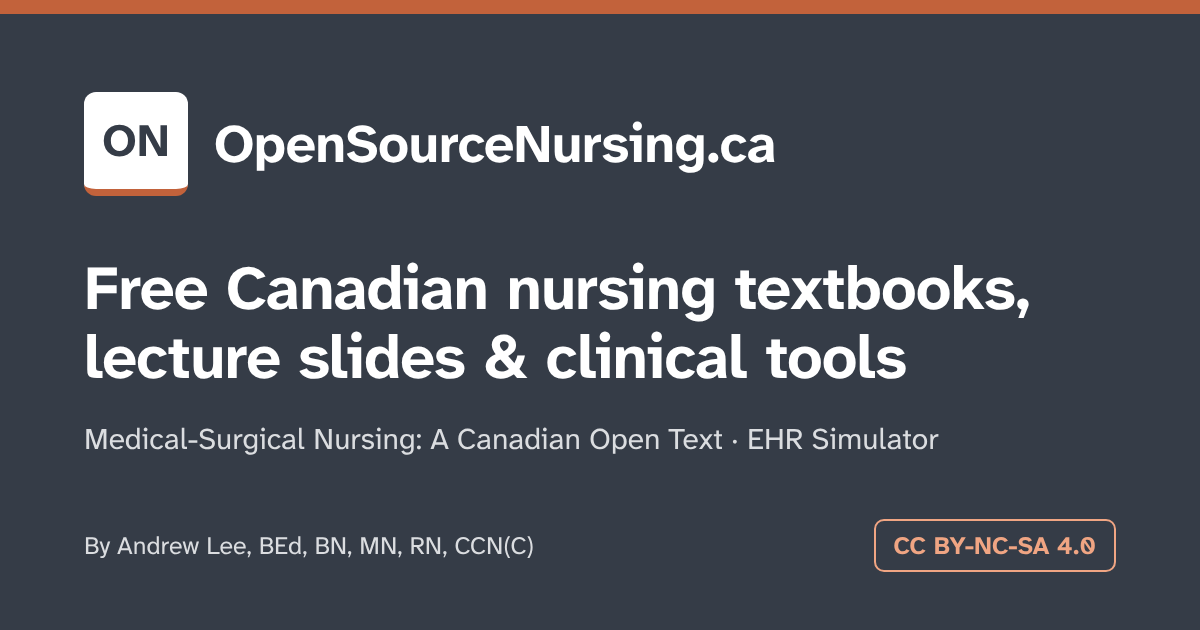 ON
OpenSourceNursing.ca
Free Canadian nursing textbooks,
lecture slides & clinical tools
Medical-Surgical Nursing: A Canadian Open Text · EHR Simulator
By Andrew Lee, BEd, BN, MN, RN, CCN(C)
CC BY-NC-SA 4.0